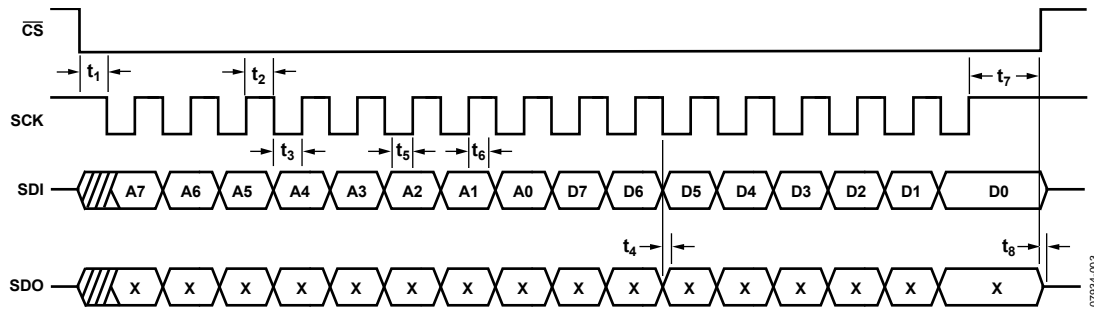 CS
t1 t2 t7
SCK
t3 t5 t6
SDI A7 A6 A5 A4 A3 A2 A1 A0 D7 D6 D5 D4 D3 D2 D1 D0
t4 t8
SDO X X X X X X X X X X X X X X X X
07934-003